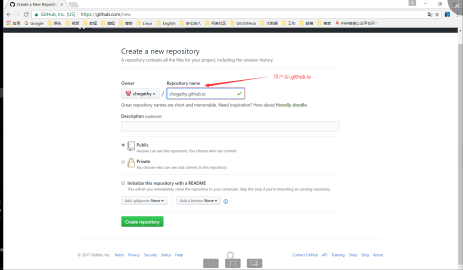 Create a New Repositor
GitHub, Inc. [US] https://github.com/new
Google
Linux
English
Create a new repository
A repository contains all the files for your project, including the revision history.
Owner
Repository name
chogathy / chogathy.github.io
用户名.github.io
Great repository names are short and memorable. Need inspiration? How about friendly-doodle.
Description (optional)
Public
Anyone can see this repository. You choose who can commit.
Private
You choose who can see and commit to this repository.
Initialize this repository with a README
This will let you immediately clone the repository to your computer. Skip this step if you're importing an existing repository.
Add .gitignore: None
Add a license: None
Create repository
© 2017 GitHub, Inc. Terms Privacy Security Status Help
Contact GitHub API Training Shop Blog About